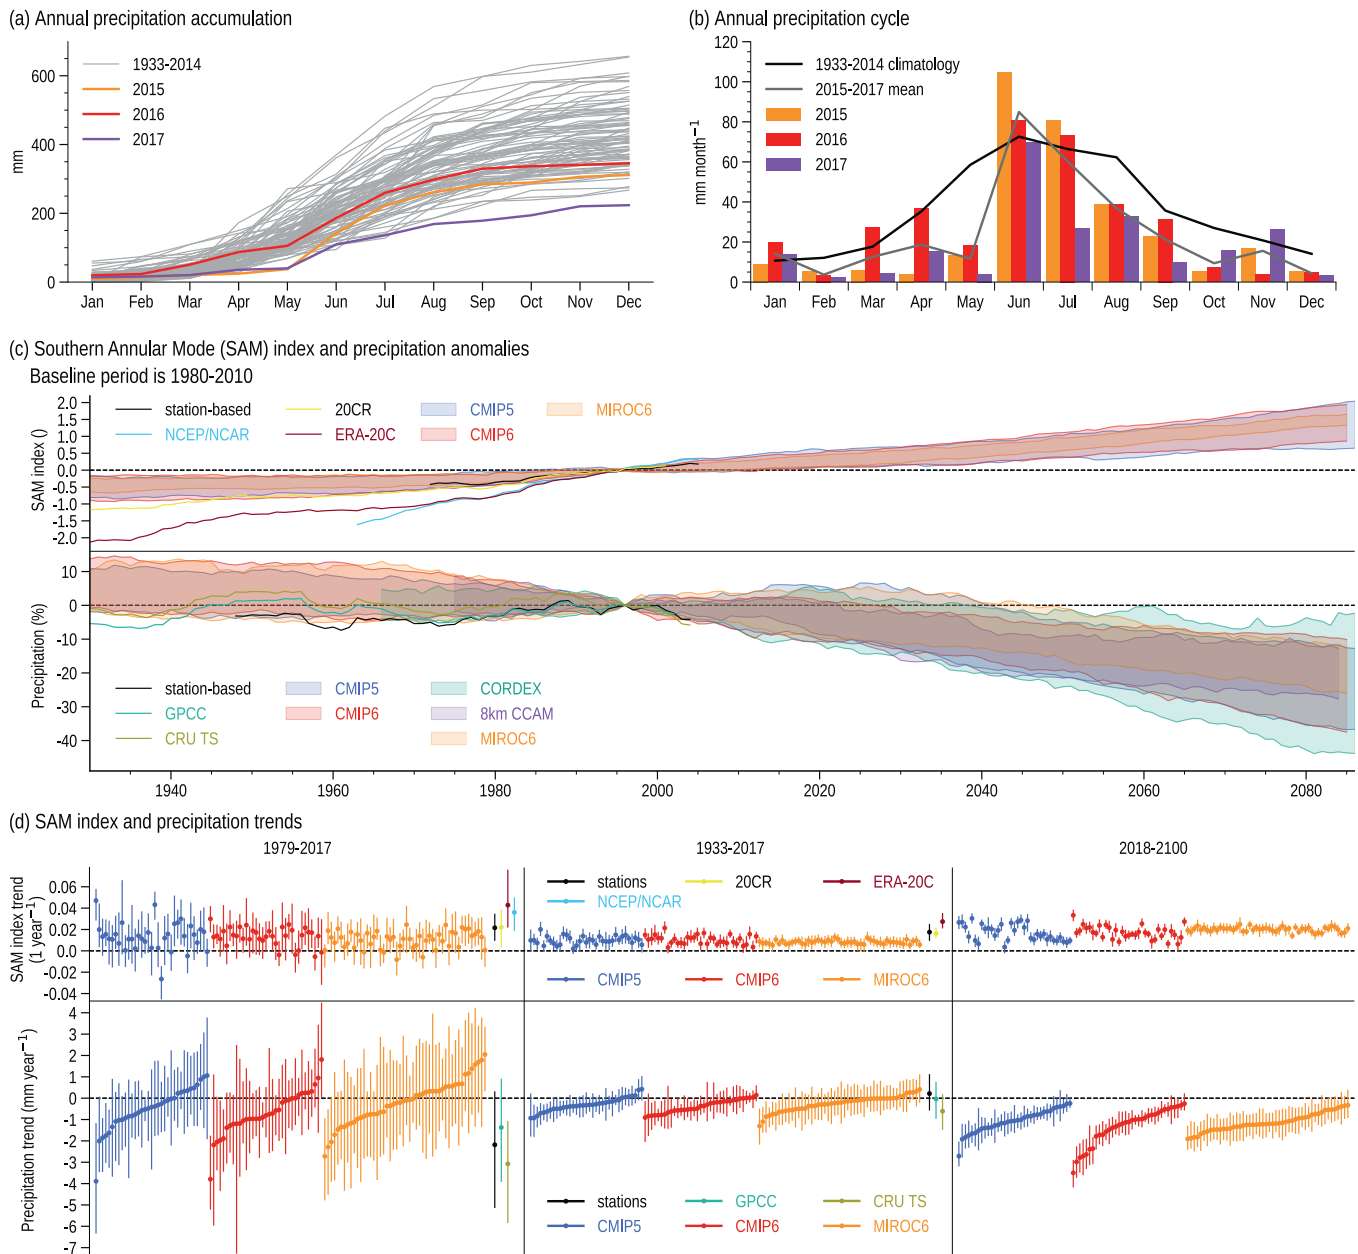 (a) Annual precipitation accumulation
mm
600
400
200
0
1933-2014
2015
2016
2017
Jan Feb Mar Apr May Jun Jul Aug Sep Oct Nov Dec
(b) Annual precipitation cycle
mm month−1
120
100
80
60
40
20
0
1933-2014 climatology
2015-2017 mean
2015
2016
2017
Jan Feb Mar Apr May Jun Jul Aug Sep Oct Nov Dec
(c) Southern Annular Mode (SAM) index and precipitation anomalies
Baseline period is 1980-2010
SAM index ()
2.0
1.5
1.0
0.5
0.0
-0.5
-1.0
-1.5
-2.0
station-based 20CR CMIP5 MIROC6
NCEP/NCAR ERA-20C CMIP6
Precipitation (%)
10
0
-10
-20
-30
-40
station-based CMIP5 CORDEX
GPCC CMIP6 8km CCAM
CRU TS MIROC6
1940 1960 1980 2000 2020 2040 2060 2080
(d) SAM index and precipitation trends
1979-2017 1933-2017 2018-2100
SAM index trend
(1 year−1)
0.06
0.04
0.02
0.0
-0.02
-0.04
stations 20CR ERA-20C
NCEP/NCAR
CMIP5 CMIP6 MIROC6
Precipitation trend (mm year−1)
4
3
2
1
0
-1
-2
-3
-4
-5
-6
-7
stations GPCC CRU TS
CMIP5 CMIP6 MIROC6